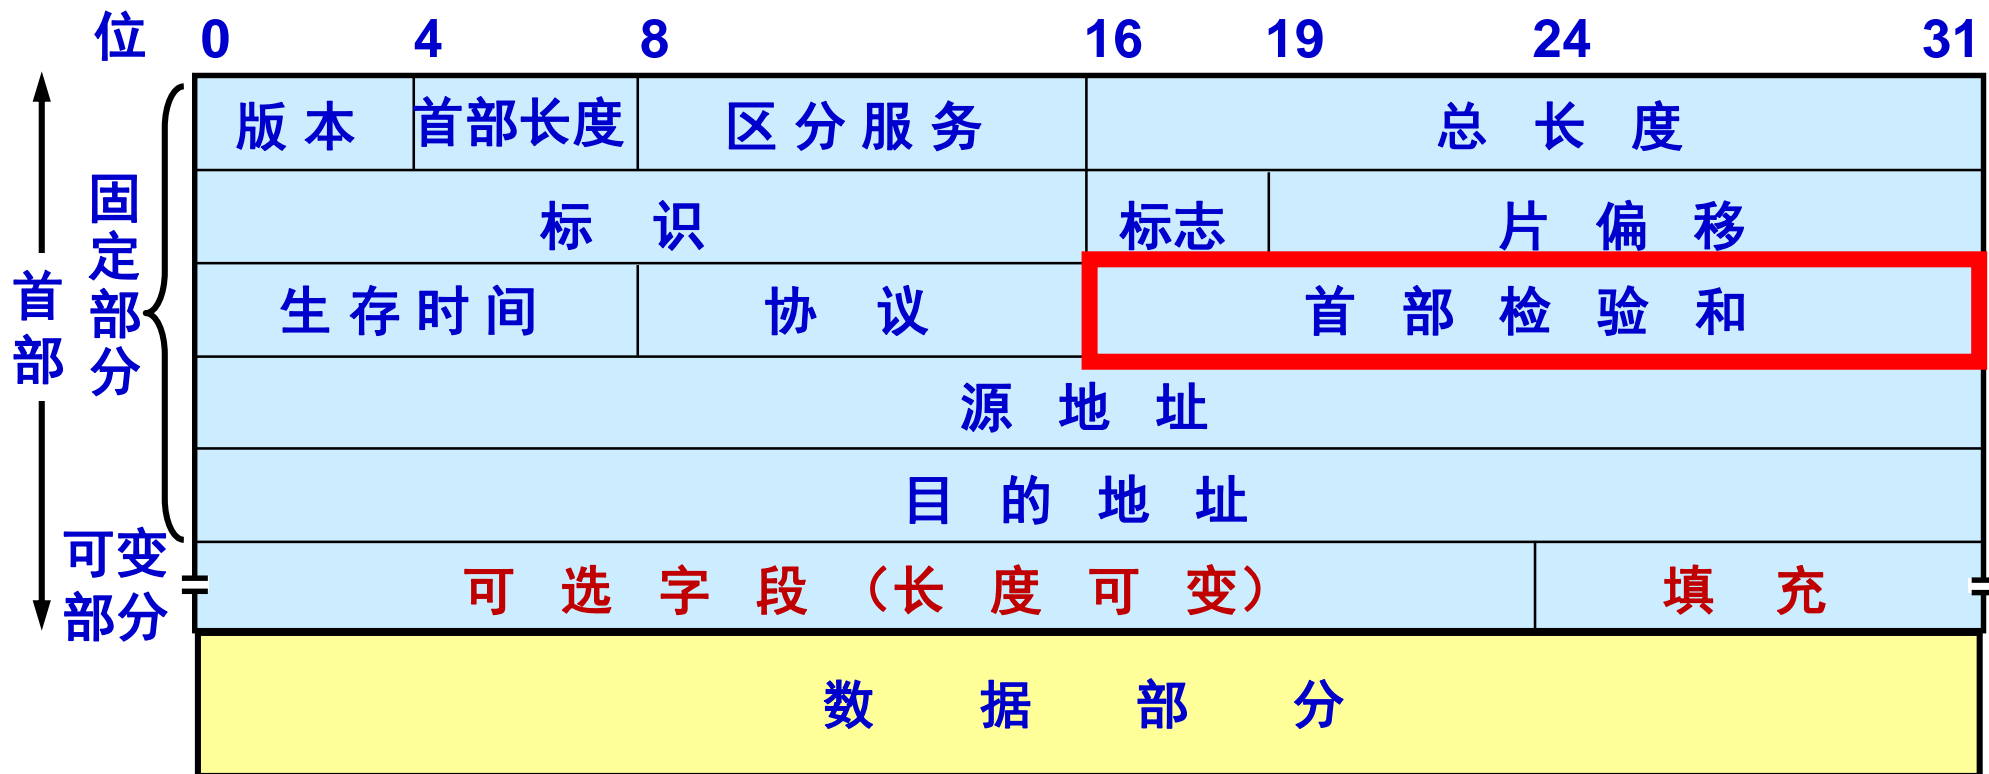 位 0 4 8 16 19 24 31
版本 首部长度 区分服务 总长度
标识 标志 片偏移
生存时间 协议 首部检验和
源地址
目的地址
可选字段（长度可变） 填充
数据部分
首部
固定部分
可变
部分